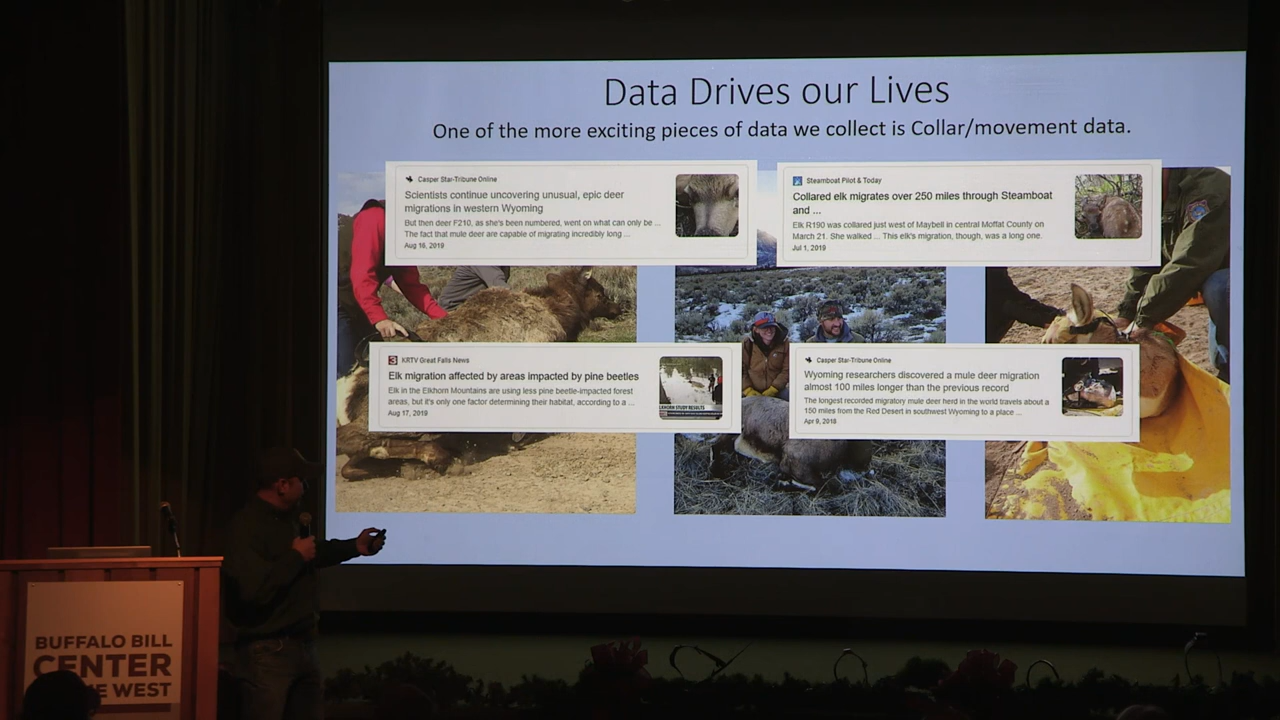 Data Drives our Lives
One of the more exciting pieces of data we collect is Collar/movement data.
Casper Star-Tribune Online
Scientists continue uncovering unusual, epic deer
migrations in western Wyoming
But then deer F210, as she's been numbered, went on what can only be ...
The fact that mule deer are capable of migrating incredibly long ...
Aug 16, 2019
Steamboat Pilot & Today
Collared elk migrates over 250 miles through Steamboat
and ...
Elk R190 was collared just west of Maybell in central Moffat County on
March 21. She walked ... This elk's migration, though, was a long one.
Jul 1, 2019
3 KRTV Great Falls News
Elk migration affected by areas impacted by pine beetles
Elk in the Elkhorn Mountains are using less pine beetle-impacted forest
areas, but it's only one factor determining their habitat, according to a ...
Aug 17, 2019
KHORN STUDY RESULTS
Casper Star-Tribune Online
Wyoming researchers discovered a mule deer migration
almost 100 miles longer than the previous record
The longest recorded migratory mule deer herd in the world travels about a
150 miles from the Red Desert in southwest Wyoming to a place ...
Apr 9, 2018
BUFFALO BILL
CENTER
WEST